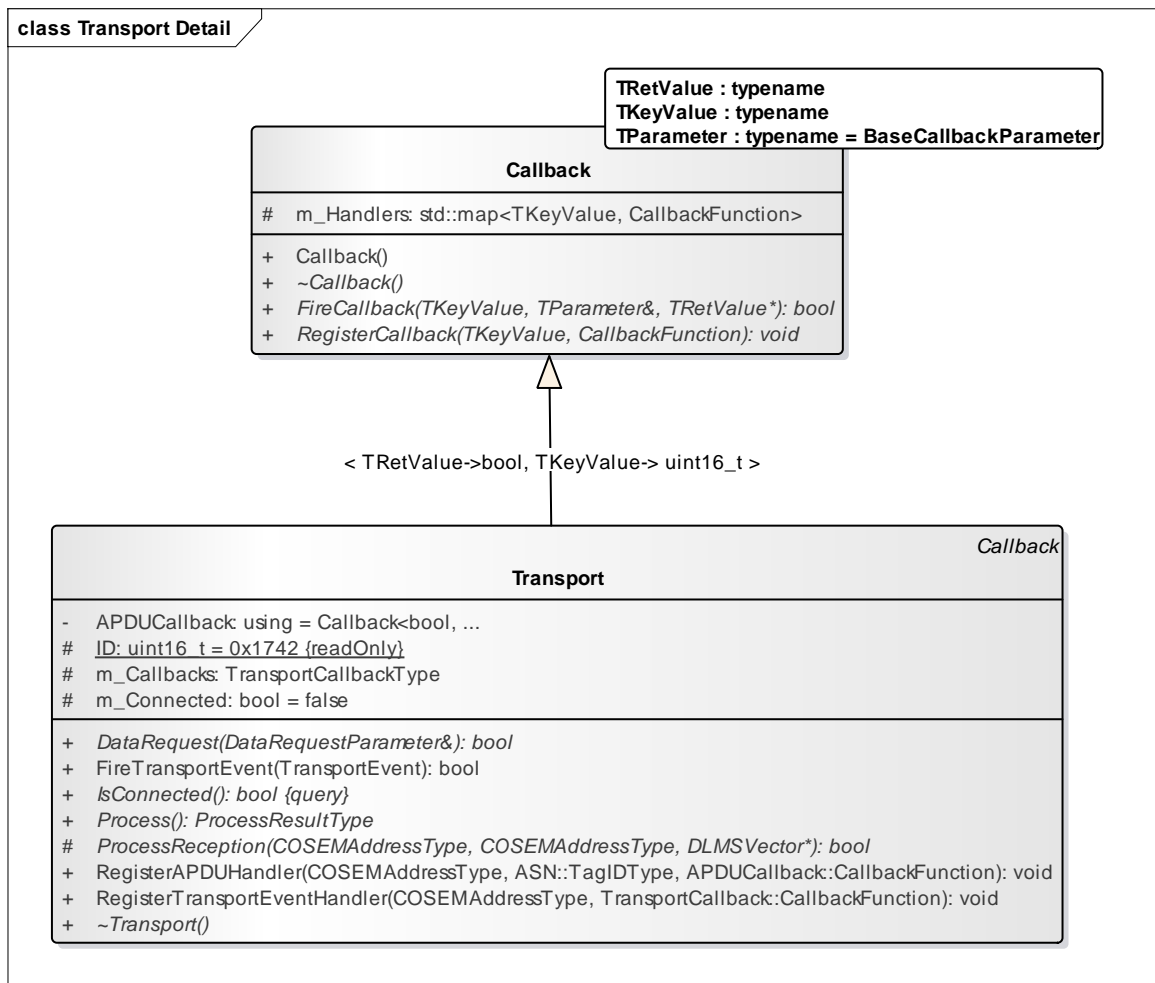 class Transport Detail
TRetValue : typename
TKeyValue : typename
TParameter : typename = BaseCallbackParameter
Callback
# m_Handlers: std::map<TKeyValue, CallbackFunction>
+ Callback()
+ ~Callback()
+ FireCallback(TKeyValue, TParameter&, TRetValue*): bool
+ RegisterCallback(TKeyValue, CallbackFunction): void
< TRetValue->bool, TKeyValue-> uint16_t >
Callback
Transport
- APDUCallback: using = Callback<bool, ...
# ID: uint16_t = 0x1742 {readOnly}
# m_Callbacks: TransportCallbackType
# m_Connected: bool = false
+ DataRequest(DataRequestParameter&): bool
+ FireTransportEvent(TransportEvent): bool
+ IsConnected(): bool {query}
+ Process(): ProcessResultType
# ProcessReception(COSEMAddressType, COSEMAddressType, DLMSVector*): bool
+ RegisterAPDUHandler(COSEMAddressType, ASN::TagIDType, APDUCallback::CallbackFunction): void
+ RegisterTransportEventHandler(COSEMAddressType, TransportCallback::CallbackFunction): void
+ ~Transport()